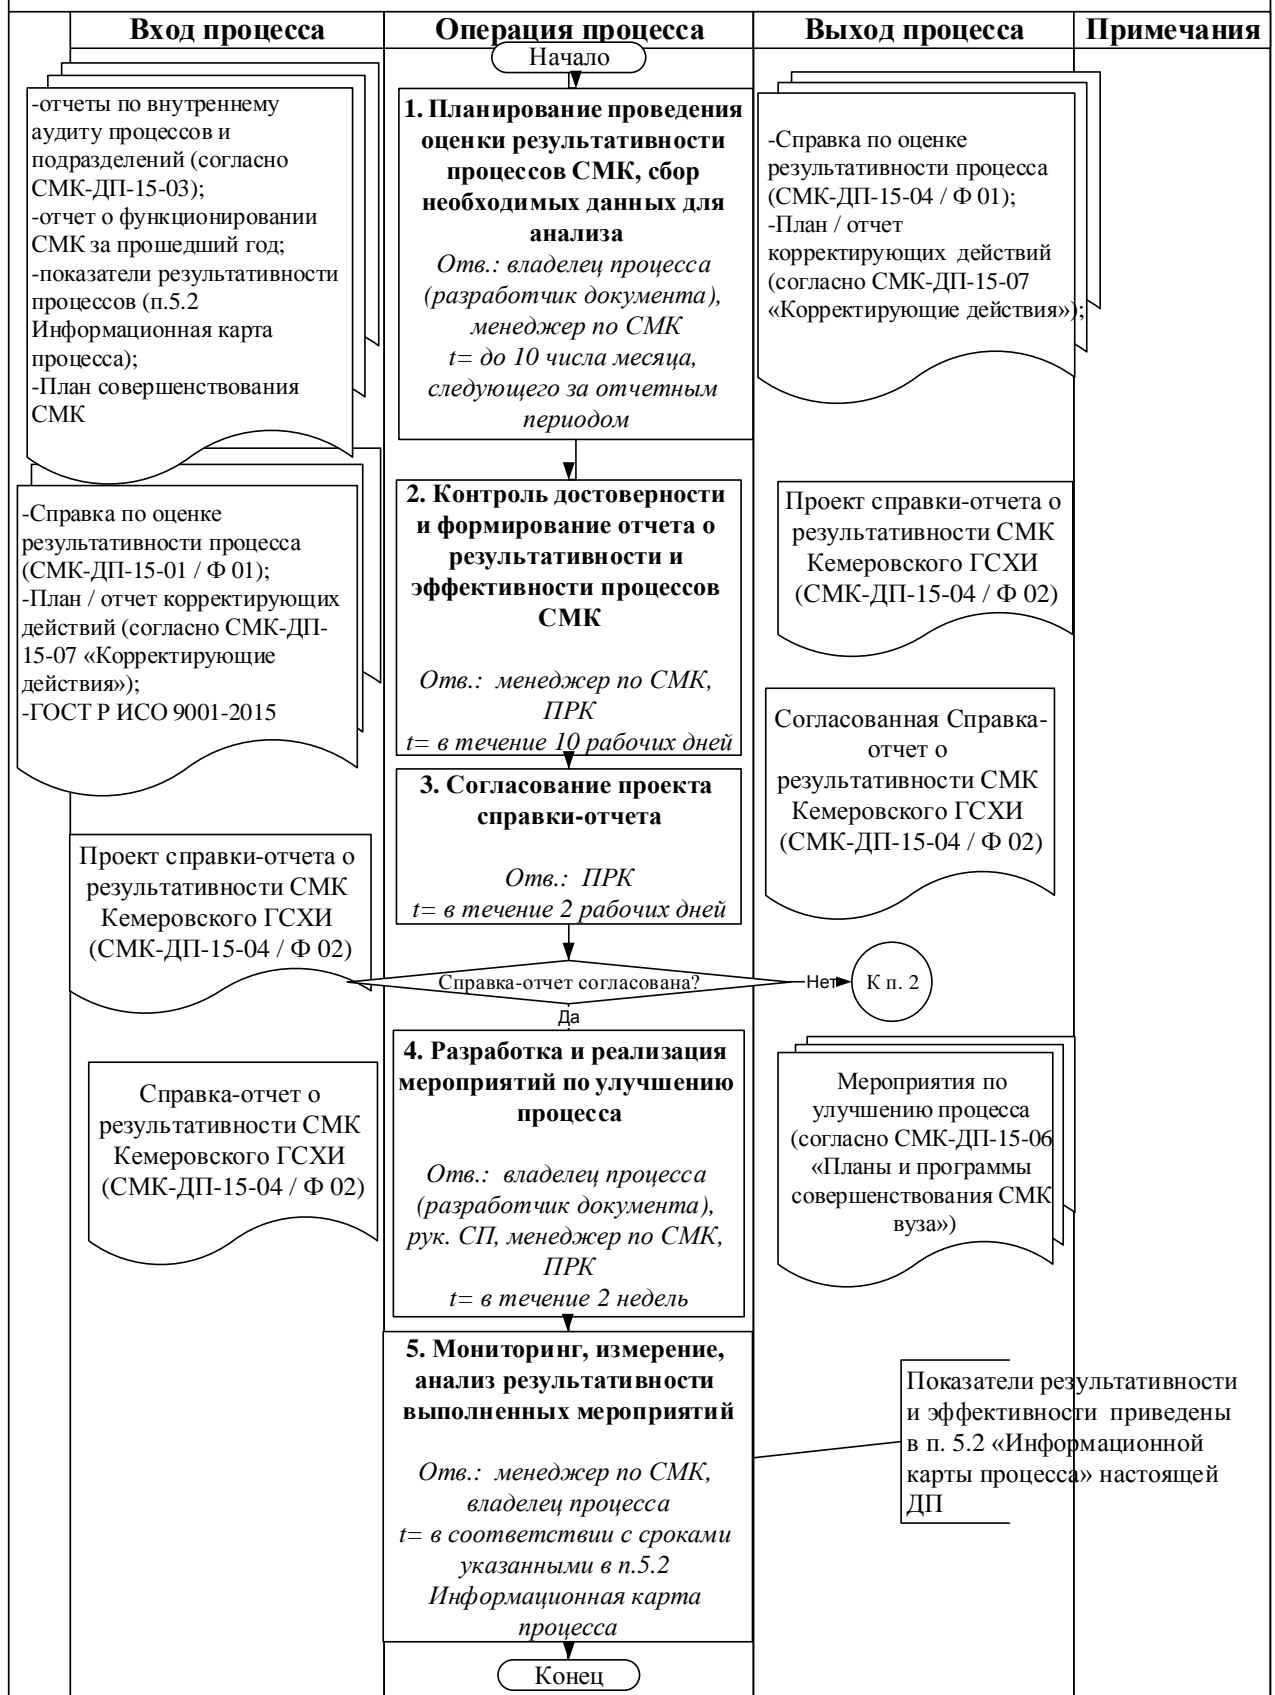 Вход процесса
Операция процесса
Выход процесса
Примечания
Начало
-отчеты по внутреннему
аудиту процессов и
подразделений (согласно
СМК-ДП-15-03);
-отчет о функционировании
СМК за прошедший год;
-показатели результативности
процессов (п.5.2
Информационная карта
процесса);
-План совершенствования
СМК
1. Планирование проведения
оценки результативности
процессов СМК, сбор
необходимых данных для
анализа
Отв.: владелец процесса
(разработчик документа),
менеджер по СМК
t= до 10 числа месяца,
следующего за отчетным
периодом
-Справка по оценке
результативности процесса
(СМК-ДП-15-04 / Ф 01);
-План / отчет
корректирующих действий
(согласно СМК-ДП-15-07
«Корректирующие действия»);
-Справка по оценке
результативности процесса
(СМК-ДП-15-01 / Ф 01);
-План / отчет корректирующих
действий (согласно СМК-ДП-
15-07 «Корректирующие
действия»);
-ГОСТ Р ИСО 9001-2015
2. Контроль достоверности
и формирование отчета о
результативности и
эффективности процессов
СМК
Отв.: менеджер по СМК,
ПРК
t= в течение 10 рабочих дней
Проект справки-отчета о
результативности СМК
Кемеровского ГСХИ
(СМК-ДП-15-04 / Ф 02)
Проект справки-отчета о
результативности СМК
Кемеровского ГСХИ
(СМК-ДП-15-04 / Ф 02)
3. Согласование проекта
справки-отчета
Отв.: ПРК
t= в течение 2 рабочих дней
Согласованная Справка-
отчет о
результативности СМК
Кемеровского ГСХИ
(СМК-ДП-15-04 / Ф 02)
Справка-отчет согласована?
Нет
К п. 2
Да
Справка-отчет о
результативности СМК
Кемеровского ГСХИ
(СМК-ДП-15-04 / Ф 02)
4. Разработка и реализация
мероприятий по улучшению
процесса
Отв.: владелец процесса
(разработчик документа),
рук. СП, менеджер по СМК,
ПРК
t= в течение 2 недель
Мероприятия по
улучшению процесса
(согласно СМК-ДП-15-06
«Планы и программы
совершенствования СМК
вуза»)
5. Мониторинг, измерение,
анализ результативности
выполненных мероприятий
Отв.: менеджер по СМК,
владелец процесса
t= в соответствии с сроками
указанными в п.5.2
Информационная карта
процесса
Показатели результативности
и эффективности приведены
в п. 5.2 «Информационной
карты процесса» настоящей
ДП
Конец